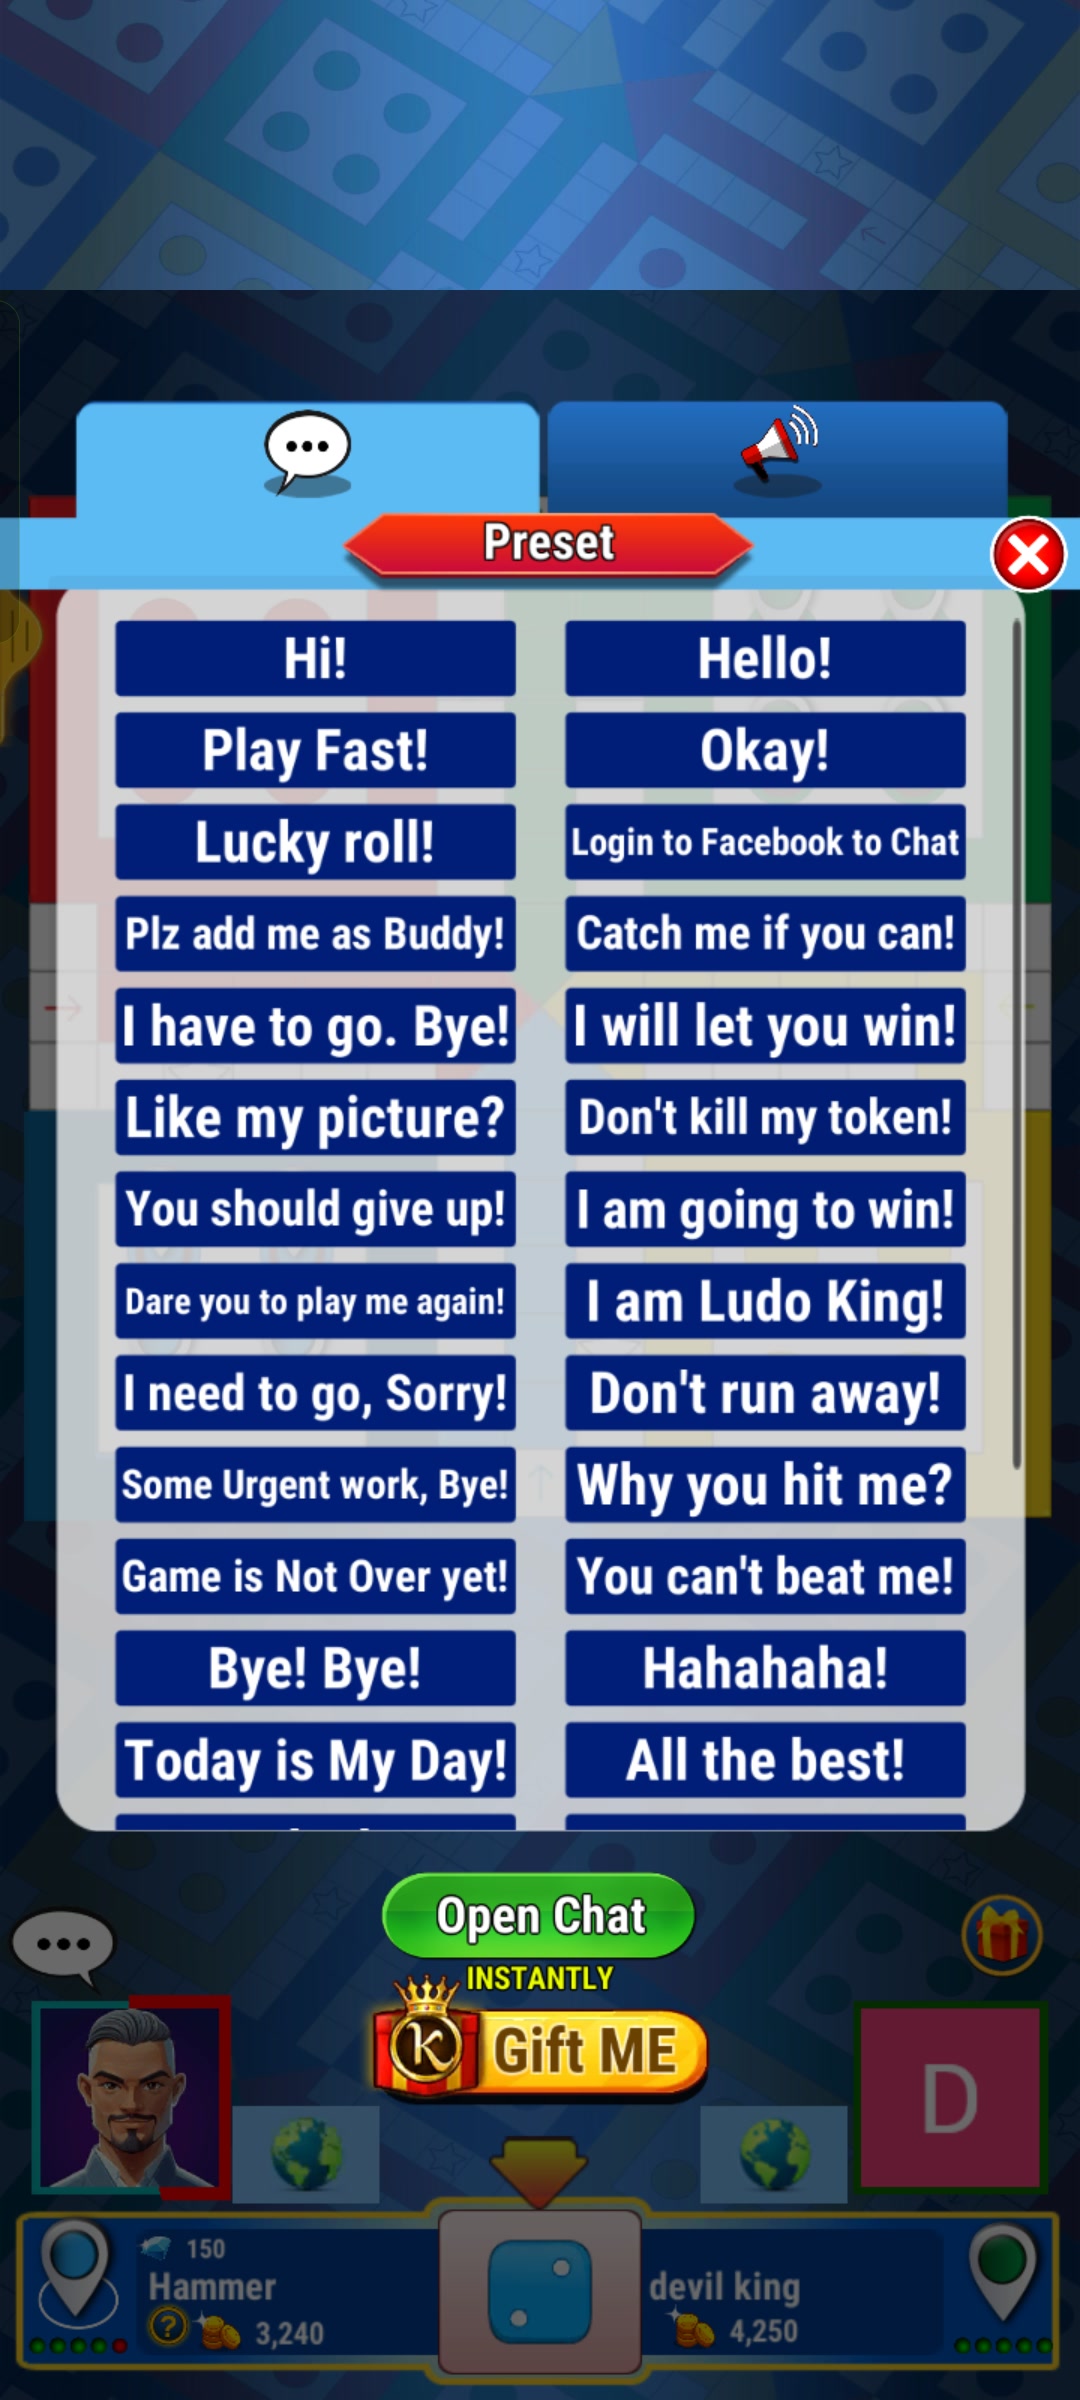 Preset
Hi!
Hello!
Play Fast!
Okay!
Lucky roll!
Login to Facebook to Chat
Plz add me as Buddy!
Catch me if you can!
I have to go. Bye!
I will let you win!
Like my picture?
Don't kill my token!
You should give up!
I am going to win!
Dare you to play me again!
I am Ludo King!
I need to go, Sorry!
Don't run away!
Some Urgent work, Bye!
Why you hit me?
Game is Not Over yet!
You can't beat me!
Bye! Bye!
Hahahaha!
Today is My Day!
All the best!
Open Chat
INSTANTLY
K
Gift ME
D
150
Hammer
?
3,240
devil king
4,250